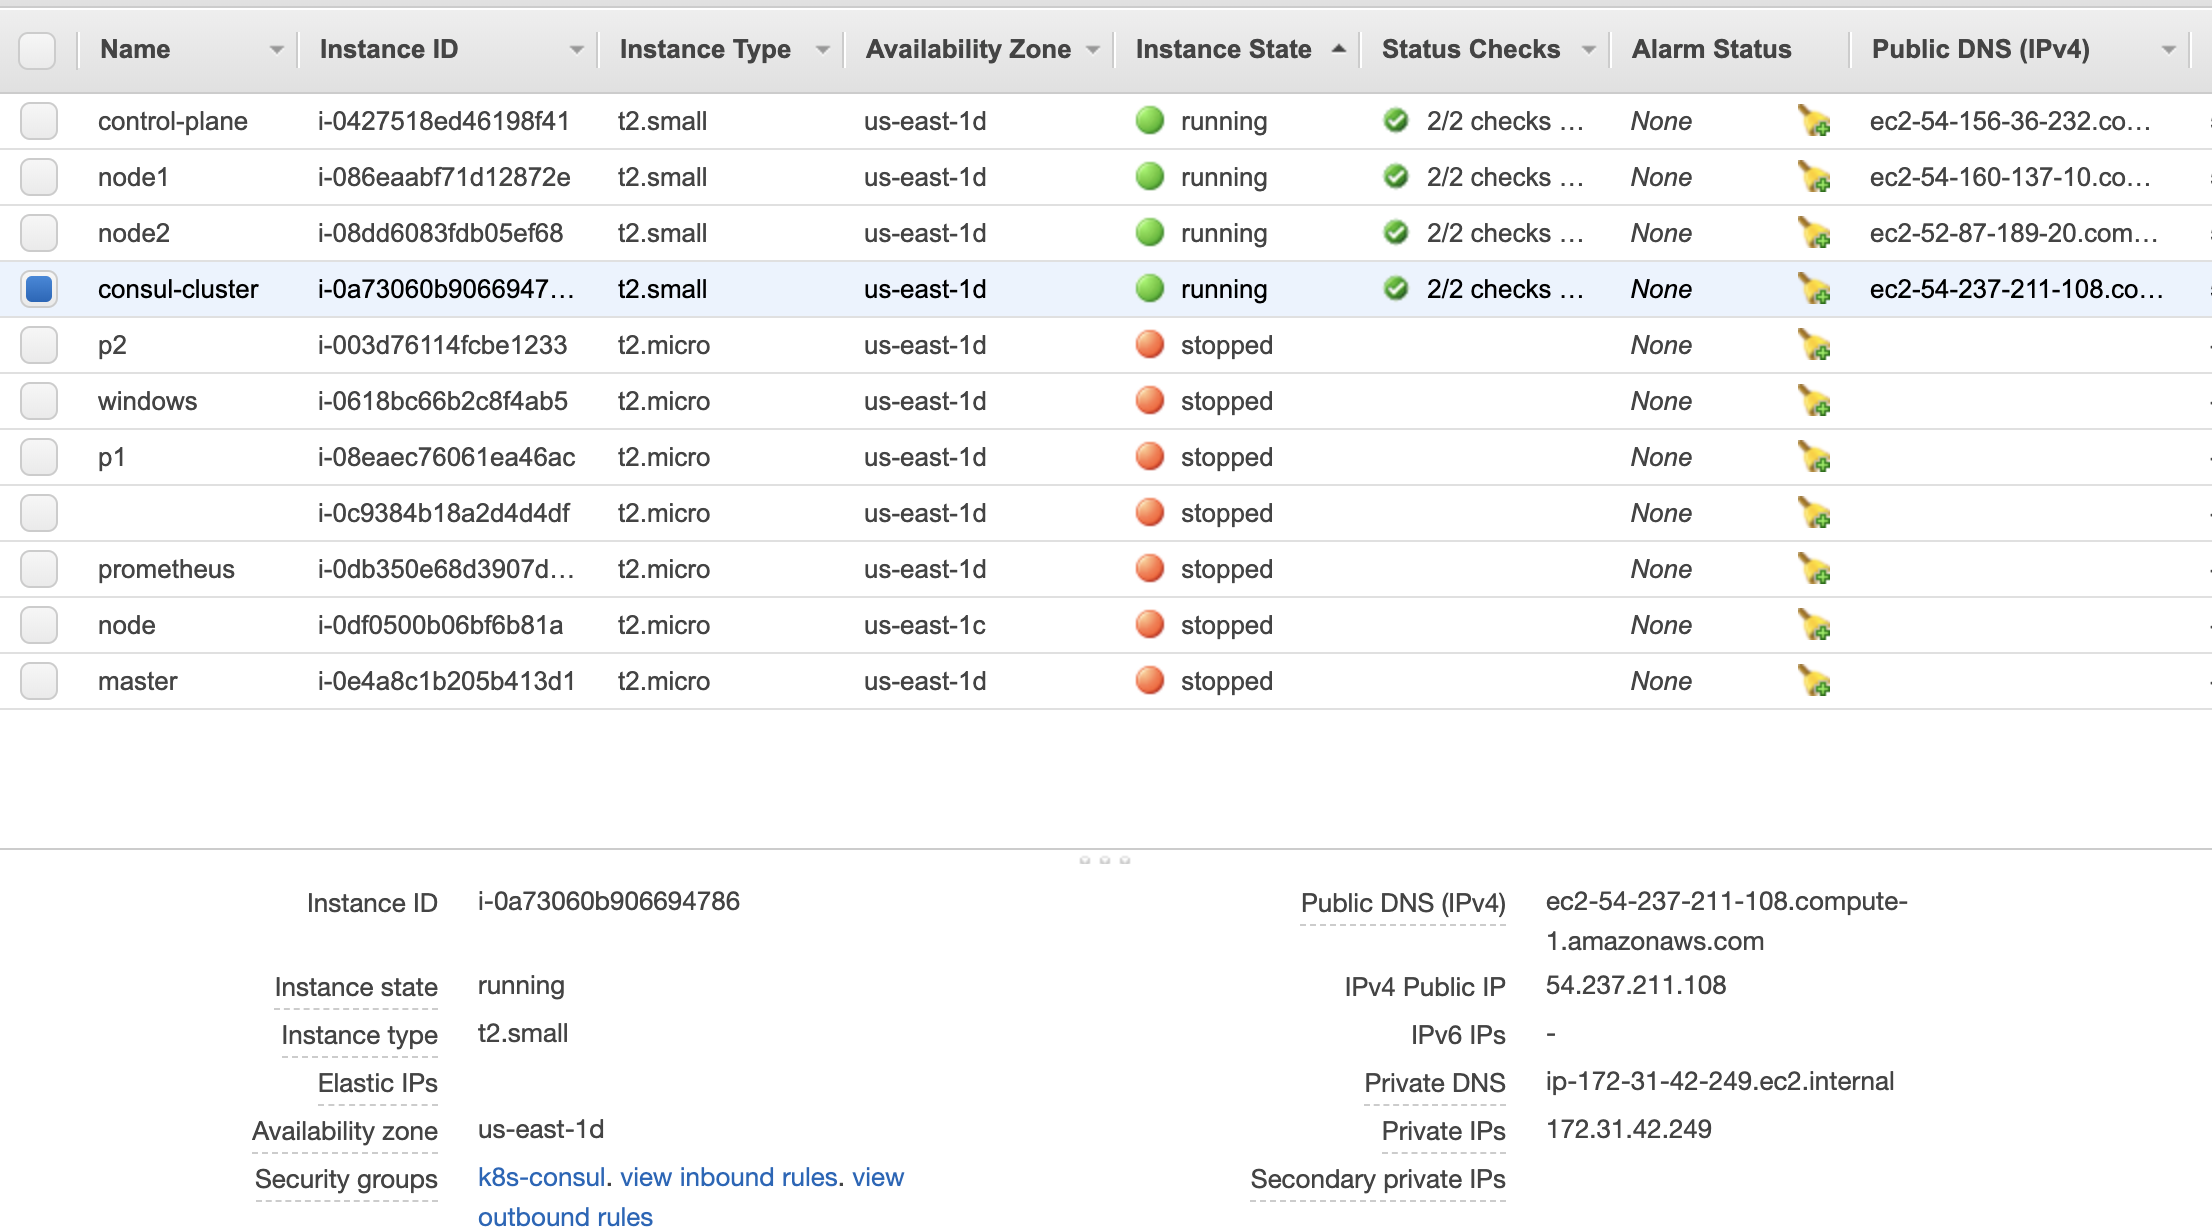 Name Instance ID Instance Type Availability Zone Instance State Status Checks Alarm Status Public DNS (IPv4)
control-plane i-0427518ed46198f41 t2.small us-east-1d running 2/2 checks ... None ec2-54-156-36-232.co...
node1 i-086eaabf71d12872e t2.small us-east-1d running 2/2 checks ... None ec2-54-160-137-10.co...
node2 i-08dd6083fdb05ef68 t2.small us-east-1d running 2/2 checks ... None ec2-52-87-189-20.com...
consul-cluster i-0a73060b9066947... t2.small us-east-1d running 2/2 checks ... None ec2-54-237-211-108.co...
p2 i-003d76114fcbe1233 t2.micro us-east-1d stopped None
windows i-0618bc66b2c8f4ab5 t2.micro us-east-1d stopped None
p1 i-08eaec76061ea46ac t2.micro us-east-1d stopped None
i-0c9384b18a2d4d4df t2.micro us-east-1d stopped None
prometheus i-0db350e68d3907d... t2.micro us-east-1d stopped None
node i-0df0500b06bf6b81a t2.micro us-east-1c stopped None
master i-0e4a8c1b205b413d1 t2.micro us-east-1d stopped None
Instance ID i-0a73060b906694786 Public DNS (IPv4) ec2-54-237-211-108.compute-
1.amazonaws.com
Instance state running IPv4 Public IP 54.237.211.108
Instance type t2.small IPv6 IPs -
Elastic IPs Private DNS ip-172-31-42-249.ec2.internal
Availability zone us-east-1d Private IPs 172.31.42.249
Security groups k8s-consul. view inbound rules. view Secondary private IPs
outbound rules